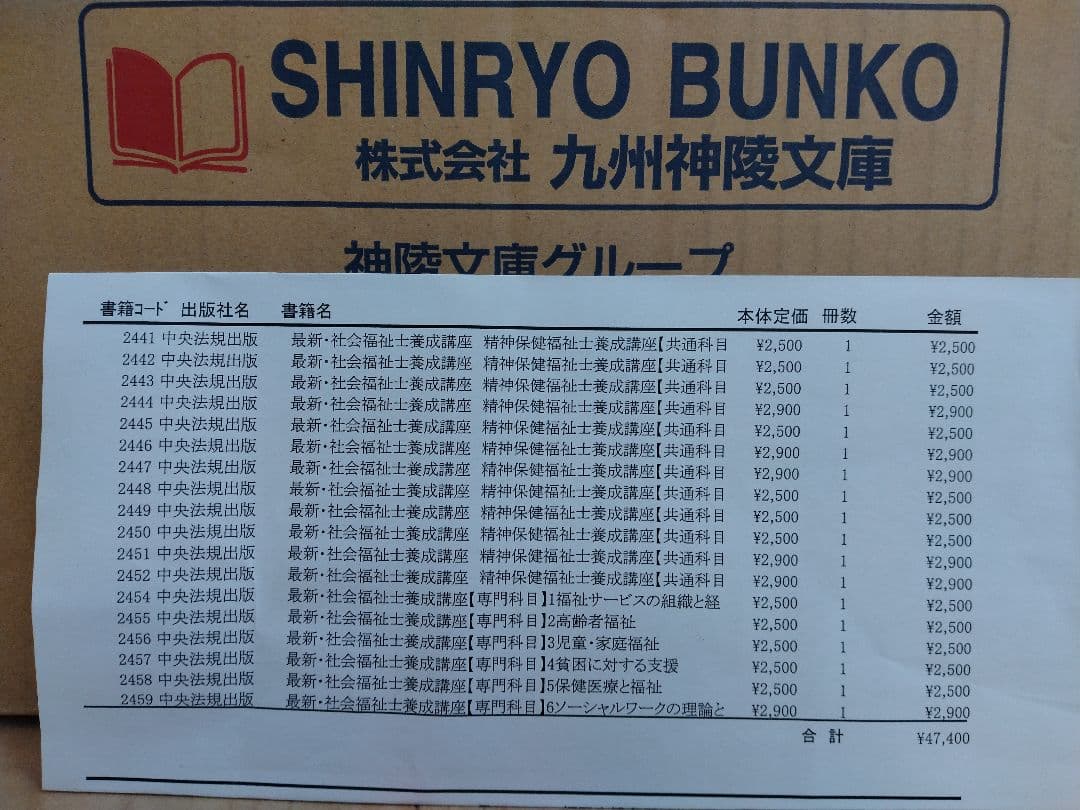 SHINRYO BUNKO
株式会社 九州神陵文庫
神陵文庫グループ
書籍コード 出版社名 書籍名 本体定価 冊数 金額
2441 中央法規出版 最新・社会福祉士養成講座 精神保健福祉士養成講座【共通科目 ¥2,500 1 ¥2,500
2442 中央法規出版 最新・社会福祉士養成講座 精神保健福祉士養成講座【共通科目 ¥2,500 1 ¥2,500
2443 中央法規出版 最新・社会福祉士養成講座 精神保健福祉士養成講座【共通科目 ¥2,500 1 ¥2,500
2444 中央法規出版 最新・社会福祉士養成講座 精神保健福祉士養成講座【共通科目 ¥2,900 1 ¥2,900
2445 中央法規出版 最新・社会福祉士養成講座 精神保健福祉士養成講座【共通科目 ¥2,500 1 ¥2,500
2446 中央法規出版 最新・社会福祉士養成講座 精神保健福祉士養成講座【共通科目 ¥2,900 1 ¥2,900
2447 中央法規出版 最新・社会福祉士養成講座 精神保健福祉士養成講座【共通科目 ¥2,900 1 ¥2,900
2448 中央法規出版 最新・社会福祉士養成講座 精神保健福祉士養成講座【共通科目 ¥2,500 1 ¥2,500
2449 中央法規出版 最新・社会福祉士養成講座 精神保健福祉士養成講座【共通科目 ¥2,500 1 ¥2,500
2450 中央法規出版 最新・社会福祉士養成講座 精神保健福祉士養成講座【共通科目 ¥2,500 1 ¥2,500
2451 中央法規出版 最新・社会福祉士養成講座 精神保健福祉士養成講座【共通科目 ¥2,900 1 ¥2,900
2452 中央法規出版 最新・社会福祉士養成講座 精神保健福祉士養成講座【共通科目 ¥2,900 1 ¥2,900
2454 中央法規出版 最新・社会福祉士養成講座【専門科目】1福祉サービスの組織と経 ¥2,500 1 ¥2,500
2455 中央法規出版 最新・社会福祉士養成講座【専門科目】2高齢者福祉 ¥2,500 1 ¥2,500
2456 中央法規出版 最新・社会福祉士養成講座【専門科目】3児童・家庭福祉 ¥2,500 1 ¥2,500
2457 中央法規出版 最新・社会福祉士養成講座【専門科目】4貧困に対する支援 ¥2,500 1 ¥2,500
2458 中央法規出版 最新・社会福祉士養成講座【専門科目】5保健医療と福祉 ¥2,500 1 ¥2,500
2459 中央法規出版 最新・社会福祉士養成講座【専門科目】6ソーシャルワークの理論と ¥2,900 1 ¥2,900
合計 ¥47,400